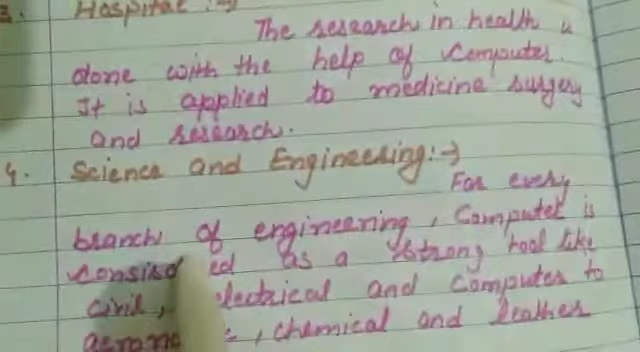 3. Hospital :→
The research in health is
done with the help of computer.
It is applied to medicine surgery
and research.
4. Science and Engineering:→
For every
branch of engineering, Computer is
as a strong tool like
civil, electrical and computer to
, chemical and leather